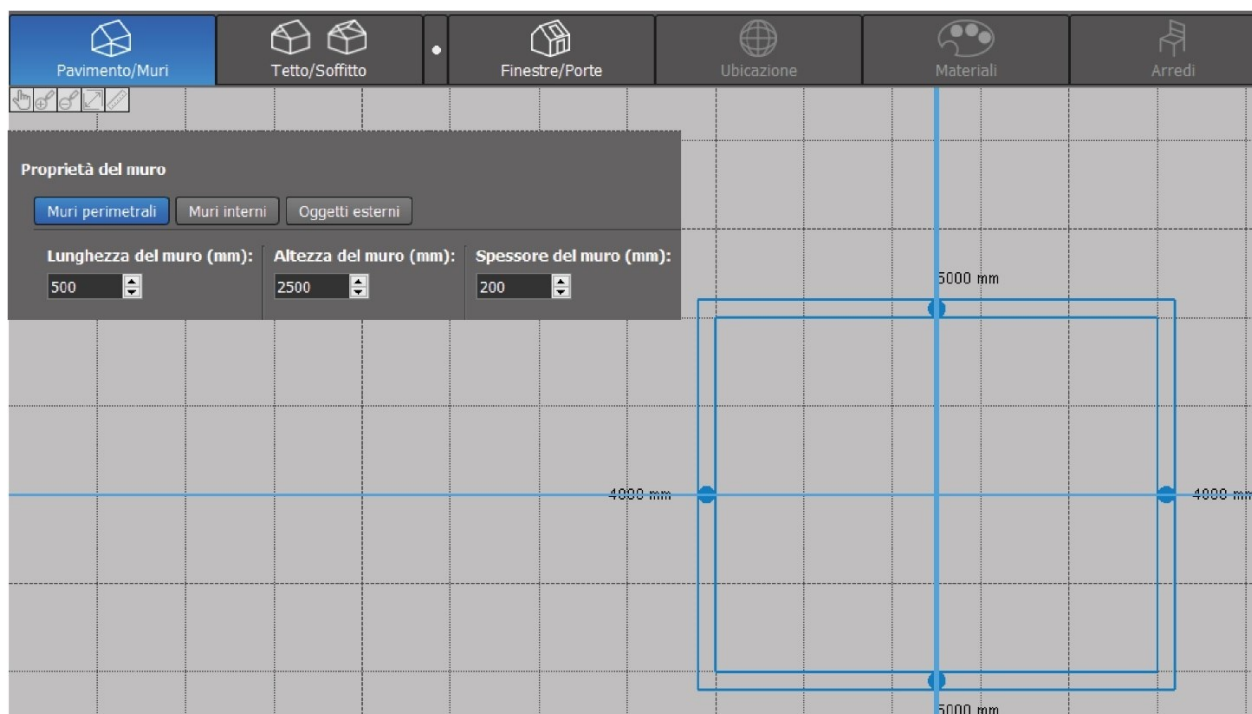 Pavimento/Muri
Tetto/Soffitto
Finestre/Porte
Ubicazione
Materiali
Arredi
Proprietà del muro
Muri perimetrali
Muri interni
Oggetti esterni
Lunghezza del muro (mm):
Altezza del muro (mm):
Spessore del muro (mm):
500
2500
200
5000 mm
4000 mm
4000 mm
5000 mm